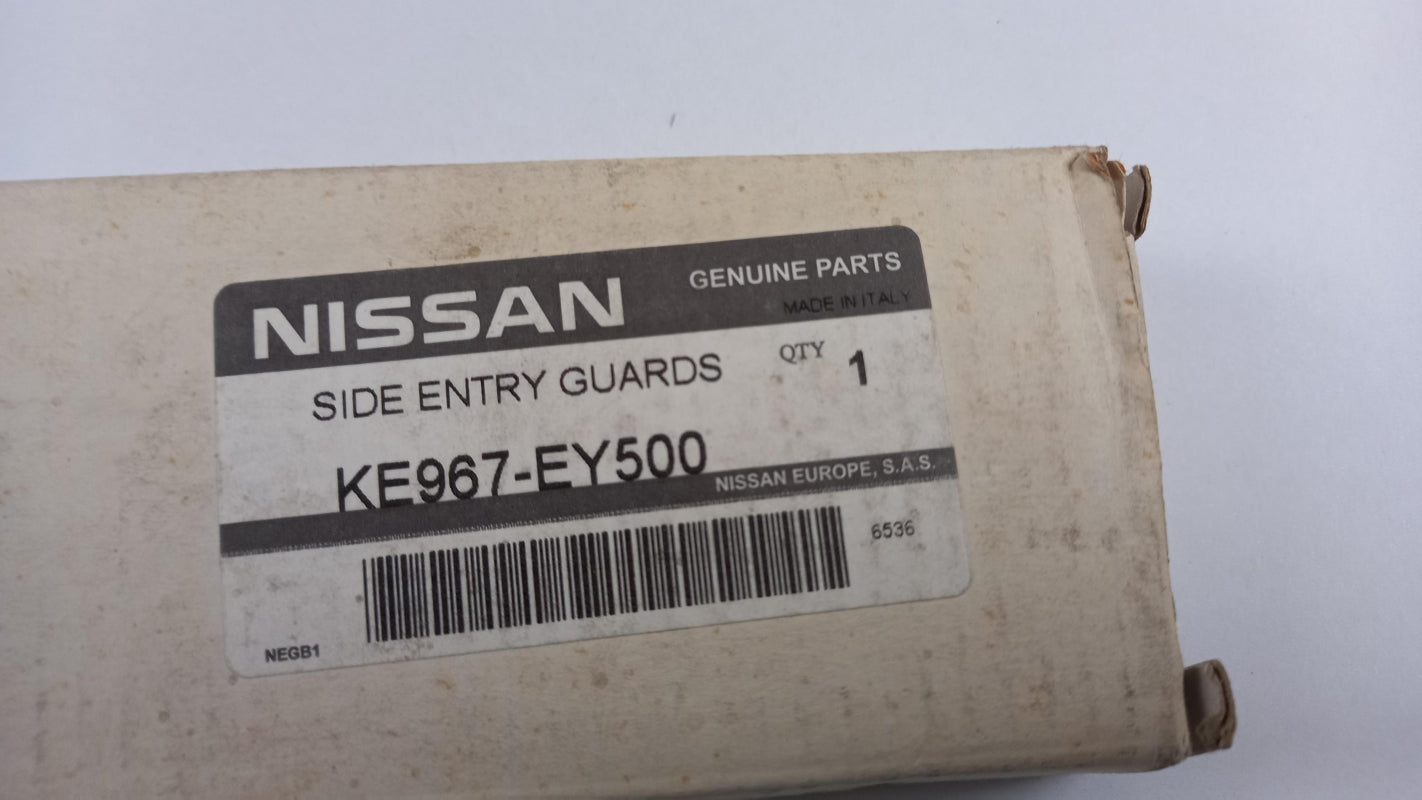 NISSAN
GENUINE PARTS
MADE IN ITALY
SIDE ENTRY GUARDS
QTY 1
KE967-EY500
NISSAN EUROPE, S.A.S.
6536
NEGB1